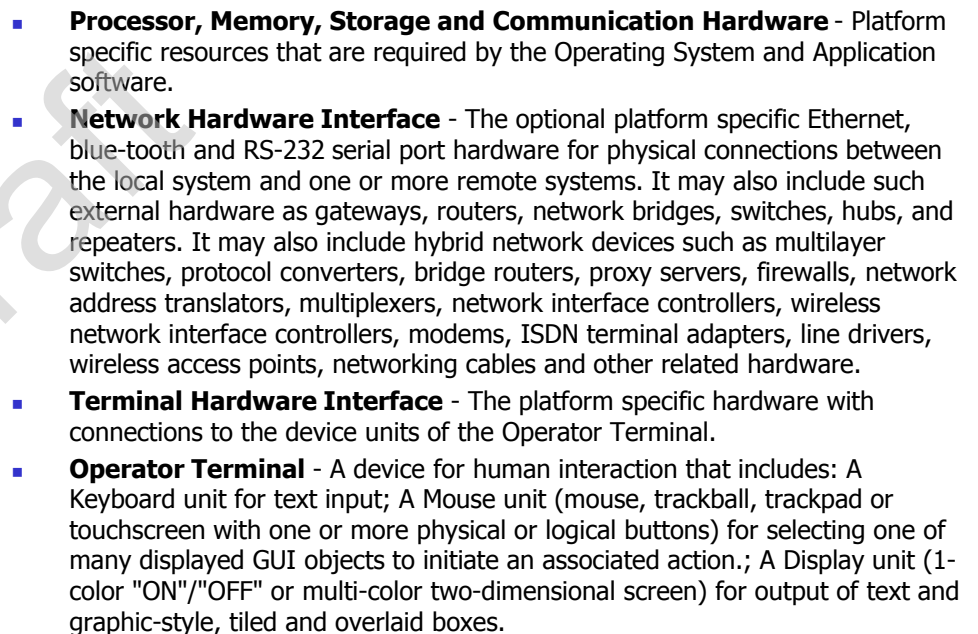 ▪ Processor, Memory, Storage and Communication Hardware - Platform
specific resources that are required by the Operating System and Application
software.
▪ Network Hardware Interface - The optional platform specific Ethernet,
blue-tooth and RS-232 serial port hardware for physical connections between
the local system and one or more remote systems. It may also include such
external hardware as gateways, routers, network bridges, switches, hubs, and
repeaters. It may also include hybrid network devices such as multilayer
switches, protocol converters, bridge routers, proxy servers, firewalls, network
address translators, multiplexers, network interface controllers, wireless
network interface controllers, modems, ISDN terminal adapters, line drivers,
wireless access points, networking cables and other related hardware.
▪ Terminal Hardware Interface - The platform specific hardware with
connections to the device units of the Operator Terminal.
▪ Operator Terminal - A device for human interaction that includes: A
Keyboard unit for text input; A Mouse unit (mouse, trackball, trackpad or
touchscreen with one or more physical or logical buttons) for selecting one of
many displayed GUI objects to initiate an associated action.; A Display unit (1-
color "ON"/"OFF" or multi-color two-dimensional screen) for output of text and
graphic-style, tiled and overlaid boxes.